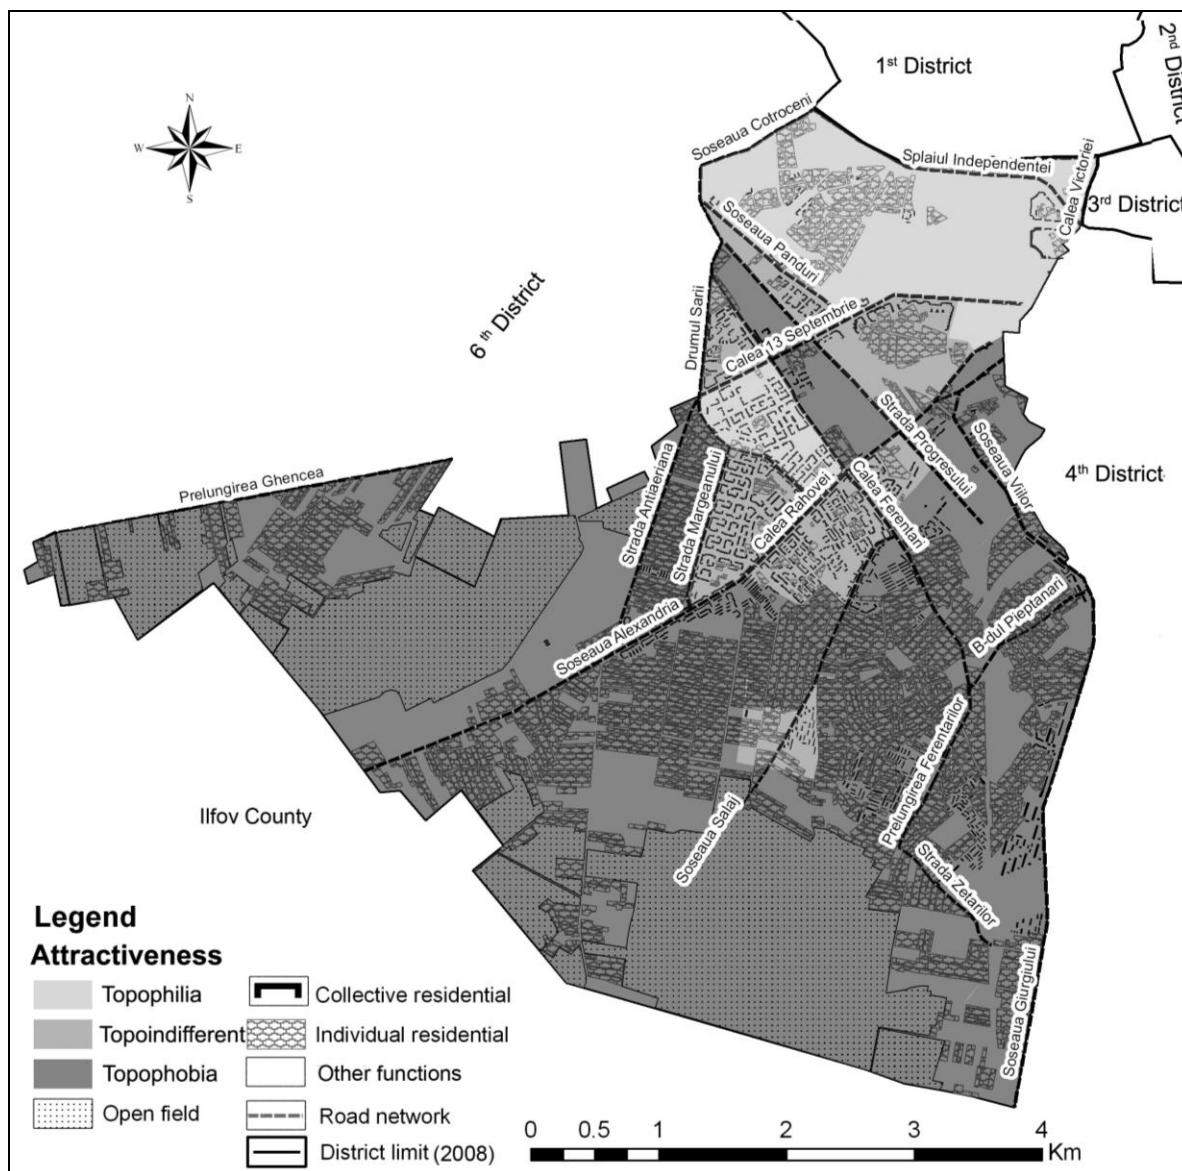 1st District
2nd District
N
W
E
S
Soseaua Cotroceni
Splaiul Independentei
Calea Victoriei
3rd District
Soseaua Panduri
6 th District
Drumul Sarii
Calea 13 Septembrie
Strada Progresului
Soseaua Viilor
4th District
Prelungirea Ghencea
Strada Antiaeriana
Strada Margeanului
Calea Rahovei
Calea Ferentari
Soseaua Alexandria
B-dul Pieptanari
Prelungirea Ferentarilor
Ilfov County
Soseaua Salaj
Strada Zetarilor
Soseaua Giurgiului
Legend
Attractiveness
Topophilia
Topoindifferent
Topophobia
Open field
Collective residential
Individual residential
Other functions
Road network
District limit (2008)
0 0.5 1 2 3 4
Km